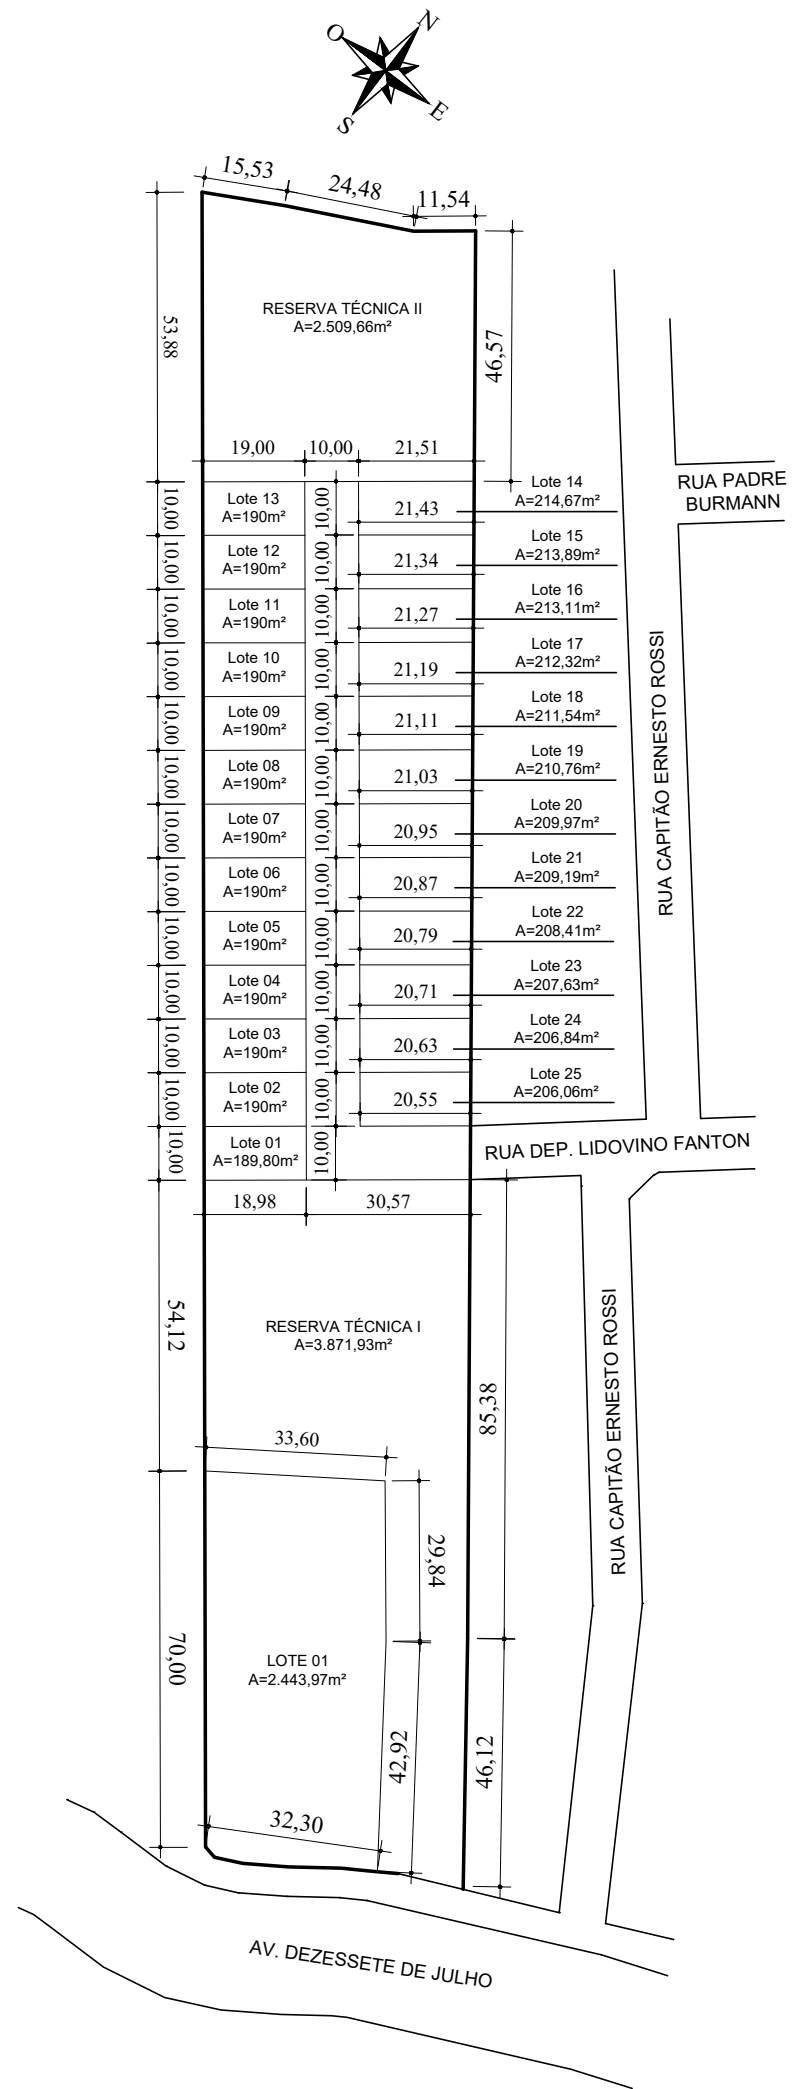 O
N
S
E
15,53
24,48
11,54
53,88
RESERVA TÉCNICA II
A=2.509,66m²
46,57
19,00
10,00
21,51
RUA PADRE
BURMANN
10,00
Lote 13
A=190m²
10,00
21,43
Lote 14
A=214,67m²
10,00
Lote 12
A=190m²
10,00
21,34
Lote 15
A=213,89m²
10,00
Lote 11
A=190m²
10,00
21,27
Lote 16
A=213,11m²
10,00
Lote 10
A=190m²
10,00
21,19
Lote 17
A=212,32m²
10,00
Lote 09
A=190m²
10,00
21,11
Lote 18
A=211,54m²
10,00
Lote 08
A=190m²
10,00
21,03
Lote 19
A=210,76m²
10,00
Lote 07
A=190m²
10,00
20,95
Lote 20
A=209,97m²
10,00
Lote 06
A=190m²
10,00
20,87
Lote 21
A=209,19m²
10,00
Lote 05
A=190m²
10,00
20,79
Lote 22
A=208,41m²
10,00
Lote 04
A=190m²
10,00
20,71
Lote 23
A=207,63m²
10,00
Lote 03
A=190m²
10,00
20,63
Lote 24
A=206,84m²
10,00
Lote 02
A=190m²
10,00
20,55
Lote 25
A=206,06m²
10,00
Lote 01
A=189,80m²
10,00
RUA CAPITÃO ERNESTO ROSSI
RUA DEP. LIDOVINO FANTON
18,98
30,57
54,12
RESERVA TÉCNICA I
A=3.871,93m²
85,38
RUA CAPITÃO ERNESTO ROSSI
33,60
29,84
70,00
LOTE 01
A=2.443,97m²
42,92
46,12
32,30
AV. DEZESSETE DE JULHO